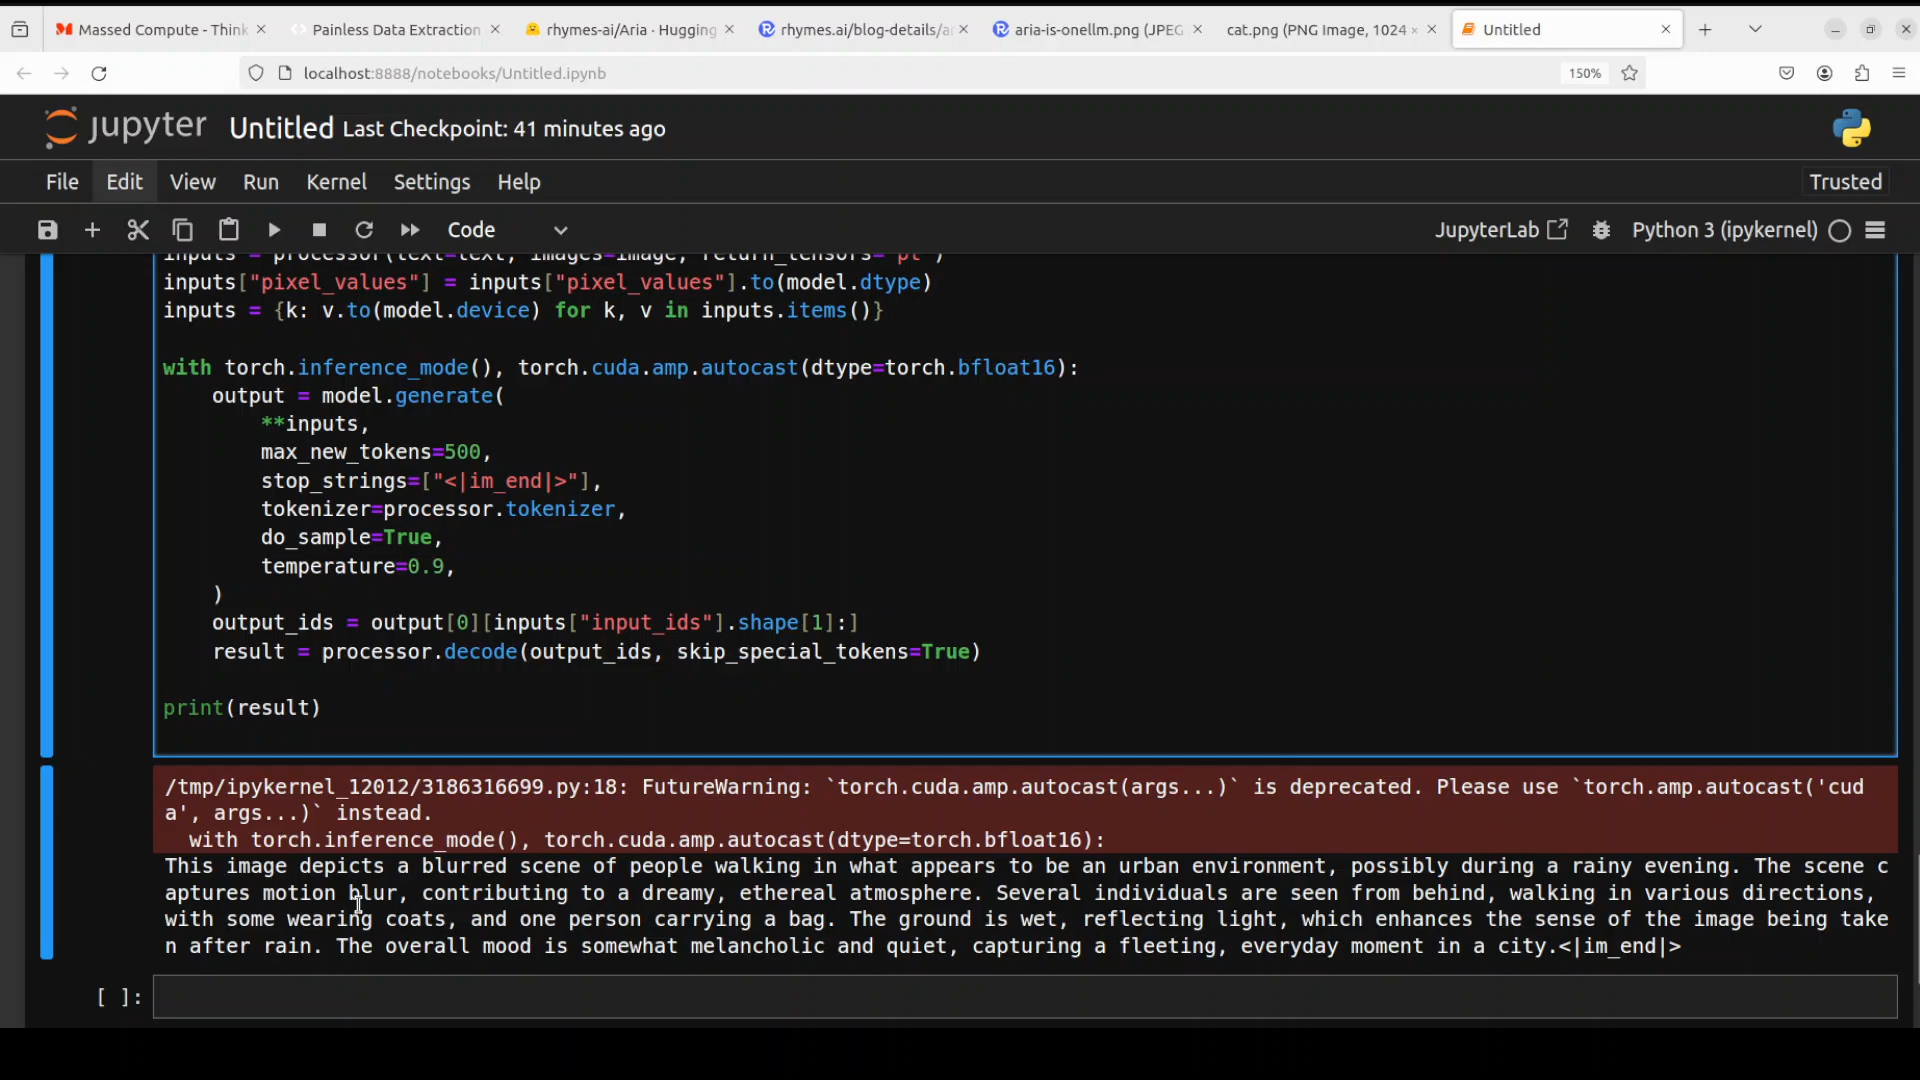 Massed Compute - Think
Painless Data Extraction
rhymes-ai/Aria · Hugging
rhymes.ai/blog-details/a
aria-is-onellm.png (JPEG
cat.png (PNG Image, 1024 ×
Untitled
localhost:8888/notebooks/Untitled.ipynb
150%
jupyter Untitled Last Checkpoint: 41 minutes ago
File Edit View Run Kernel Settings Help
Trusted
Code
JupyterLab
Python 3 (ipykernel)
inputs = processor(text=text, images=image, return_tensors="pt")
inputs["pixel_values"] = inputs["pixel_values"].to(model.dtype)
inputs = {k: v.to(model.device) for k, v in inputs.items()}
with torch.inference_mode(), torch.cuda.amp.autocast(dtype=torch.bfloat16):
output = model.generate(
**inputs,
max_new_tokens=500,
stop_strings=["<|im_end|>"],
tokenizer=processor.tokenizer,
do_sample=True,
temperature=0.9,
)
output_ids = output[0][inputs["input_ids"].shape[1]:]
result = processor.decode(output_ids, skip_special_tokens=True)
print(result)
/tmp/ipykernel_12012/3186316699.py:18: FutureWarning: `torch.cuda.amp.autocast(args...)` is deprecated. Please use `torch.amp.autocast('cud
a', args...)` instead.
with torch.inference_mode(), torch.cuda.amp.autocast(dtype=torch.bfloat16):
This image depicts a blurred scene of people walking in what appears to be an urban environment, possibly during a rainy evening. The scene c
aptures motion blur, contributing to a dreamy, ethereal atmosphere. Several individuals are seen from behind, walking in various directions,
with some wearing coats, and one person carrying a bag. The ground is wet, reflecting light, which enhances the sense of the image being take
n after rain. The overall mood is somewhat melancholic and quiet, capturing a fleeting, everyday moment in a city.<|im_end|>
[ ]: